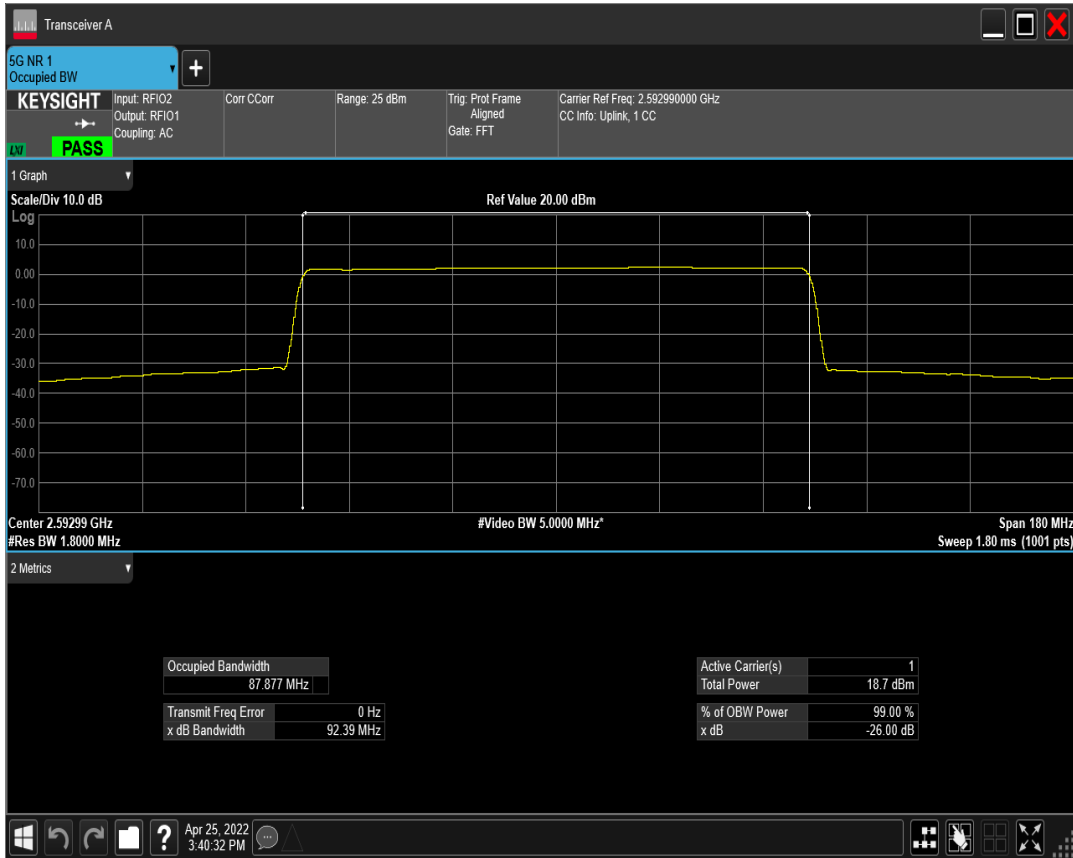 Transceiver A
5G NR 1
Occupied BW
KEYSIGHT
LXI
PASS
Input: RFIO2
Output: RFIO1
Coupling: AC
Corr CCorr
Range: 25 dBm
Trig: Prot Frame
Aligned
Gate: FFT
Carrier Ref Freq: 2.592990000 GHz
CC Info: Uplink, 1 CC
1 Graph
Scale/Div 10.0 dB
Ref Value 20.00 dBm
Log
10.0
0.00
-10.0
-20.0
-30.0
-40.0
-50.0
-60.0
-70.0
Center 2.59299 GHz
#Video BW 5.0000 MHz*
Span 180 MHz
#Res BW 1.8000 MHz
Sweep 1.80 ms (1001 pts)
2 Metrics
Occupied Bandwidth
87.877 MHz
Transmit Freq Error 0 Hz
x dB Bandwidth 92.39 MHz
Active Carrier(s) 1
Total Power 18.7 dBm
% of OBW Power 99.00 %
x dB -26.00 dB
Apr 25, 2022
3:40:32 PM